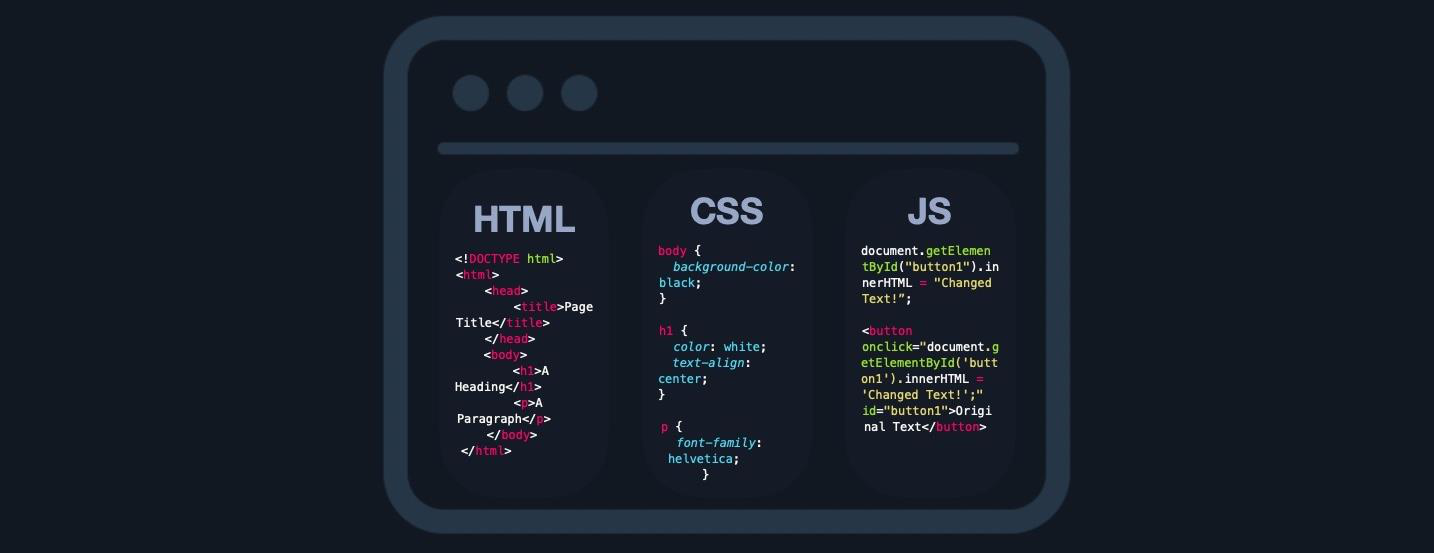 HTML
<!DOCTYPE html>
<html>
<head>
<title>Page
Title</title>
</head>
<body>
<h1>A
Heading</h1>
<p>A
Paragraph</p>
</body>
</html>
CSS
body {
background-color:
black;
}
h1 {
color: white;
text-align:
center;
}
p {
font-family:
helvetica;
}
JS
document.getElemen
tById("button1").in
nerHTML = "Changed
Text!”;
<button
onclick="document.g
etElementById('butt
on1').innerHTML =
'Changed Text!';"
id="button1">Origi
nal Text</button>